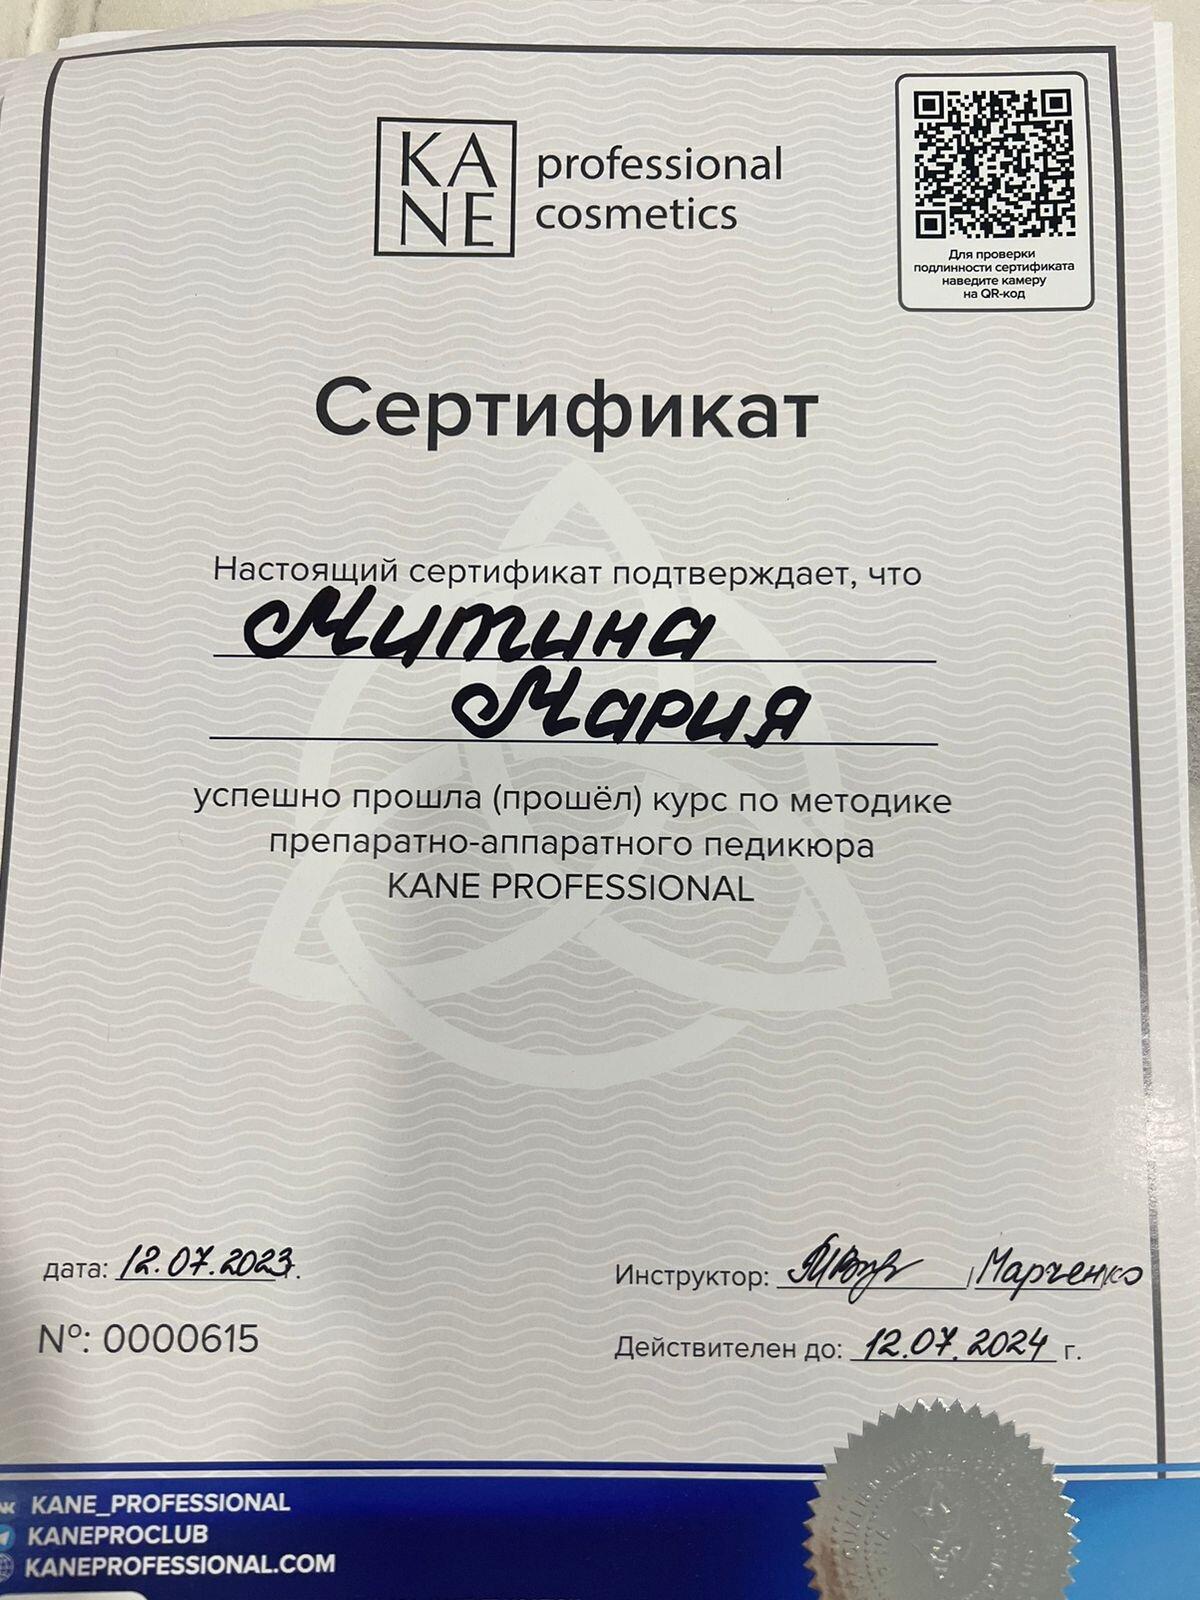 KA
NE
professional
cosmetics
Для проверки
подлинности сертификата
наведите камеру
на QR-код
Сертификат
Настоящий сертификат подтверждает, что
Митина
Мария
успешно прошла (прошёл) курс по методике
препаратно-аппаратного педикюра
KANE PROFESSIONAL
дата: 12.07.2023г.
Инструктор: / Марченко
№: 0000615
Действителен до: 12.07.2024 г.
KANE_PROFESSIONAL
KANEPROCLUB
KANEPROFESSIONAL.COM